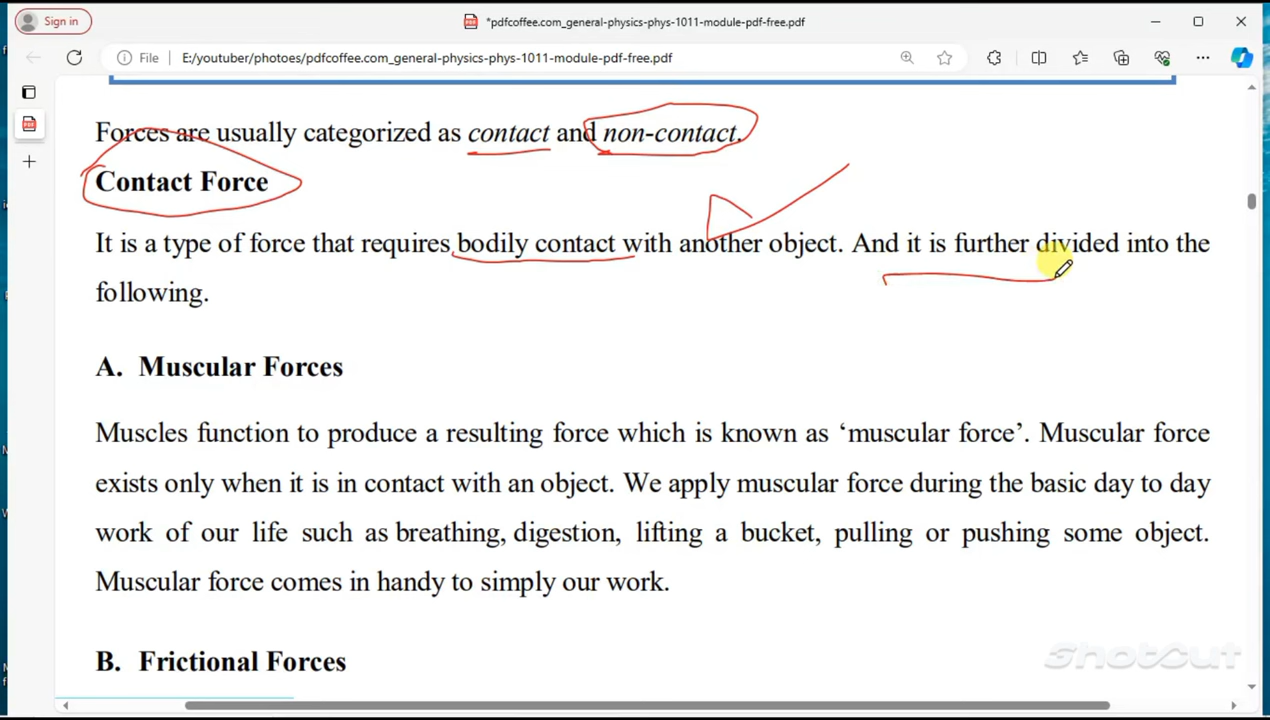 Sign in
*pdfcoffee.com_general-physics-phys-1011-module-pdf-free.pdf
File E:/youtuber/photoes/pdfcoffee.com_general-physics-phys-1011-module-pdf-free.pdf
Forces are usually categorized as contact and non-contact.
Contact Force
It is a type of force that requires bodily contact with another object. And it is further divided into the
following.
A. Muscular Forces
Muscles function to produce a resulting force which is known as ‘muscular force’. Muscular force
exists only when it is in contact with an object. We apply muscular force during the basic day to day
work of our life such as breathing, digestion, lifting a bucket, pulling or pushing some object.
Muscular force comes in handy to simply our work.
B. Frictional Forces
Shotcut